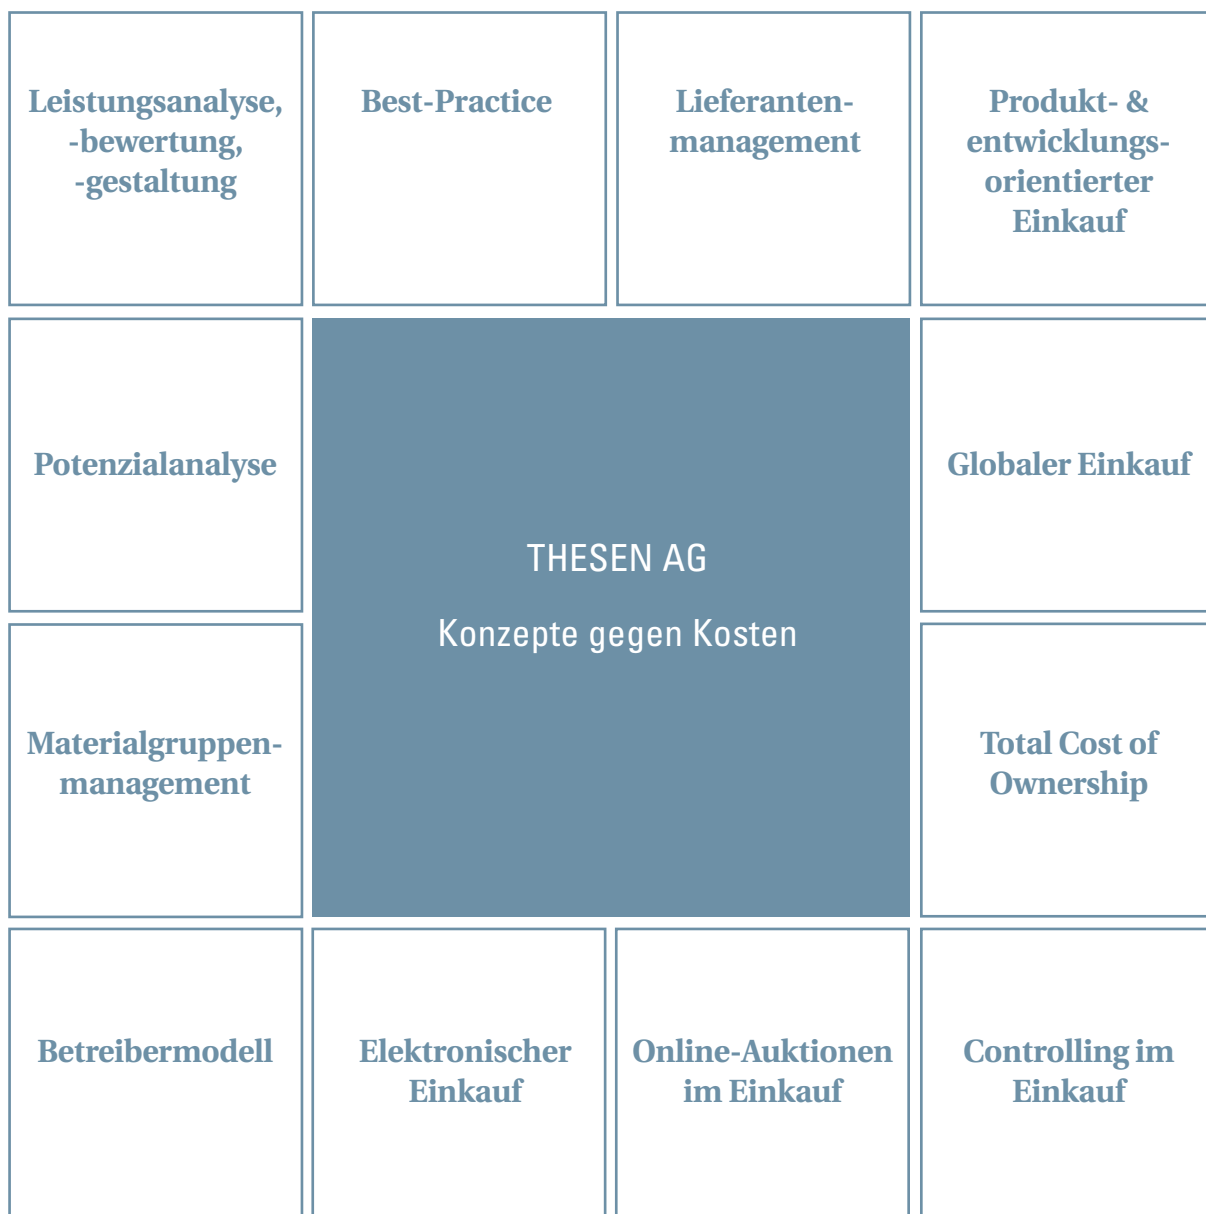 Leistungsanalyse,
-bewertung,
-gestaltung
Best-Practice
Lieferanten-
management
Produkt- &
entwicklungs-
orientierter
Einkauf
Potenzialanalyse
THESEN AG
Konzepte gegen Kosten
Globaler Einkauf
Materialgruppen-
management
Total Cost of
Ownership
Betreibermodell
Elektronischer
Einkauf
Online-Auktionen
im Einkauf
Controlling im
Einkauf